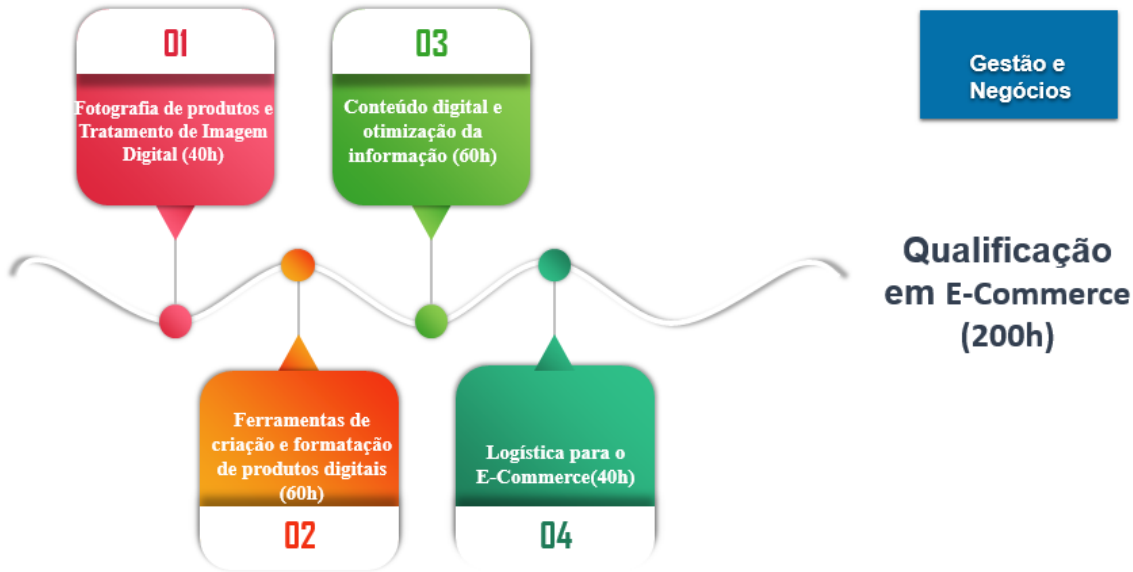 01
Fotografia de produtos e
Tratamento de Imagem
Digital (40h)
03
Conteúdo digital e
otimização da
informação (60h)
Gestão e
Negócios
Qualificação
em E-Commerce
(200h)
Ferramentas de
criação e formatação
de produtos digitais
(60h)
02
Logística para o
E-Commerce(40h)
04